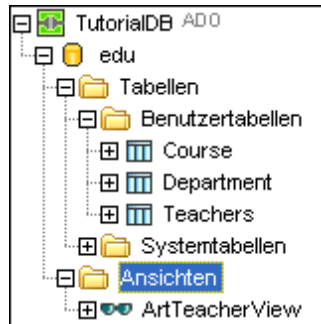 TutorialDB ADO
edu
Tabellen
Benutzertabellen
Course
Department
Teachers
Systemtabellen
Ansichten
ArtTeacherView